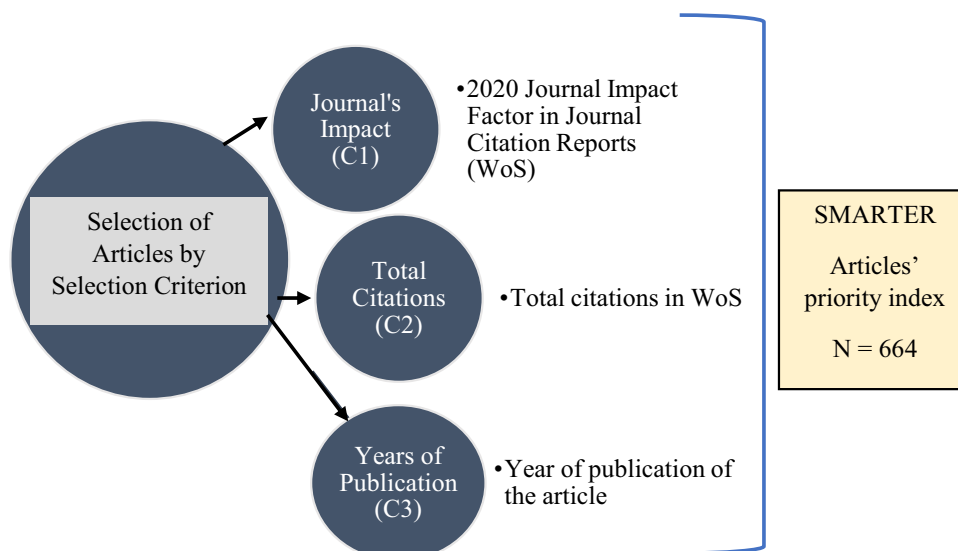 Selection of
Articles by
Selection Criterion
Journal's
Impact
(C1)
•2020 Journal Impact
Factor in Journal
Citation Reports
(WoS)
Total
Citations
(C2)
•Total citations in WoS
Years of
Publication
(C3)
•Year of publication of
the article
SMARTER
Articles’
priority index
N = 664